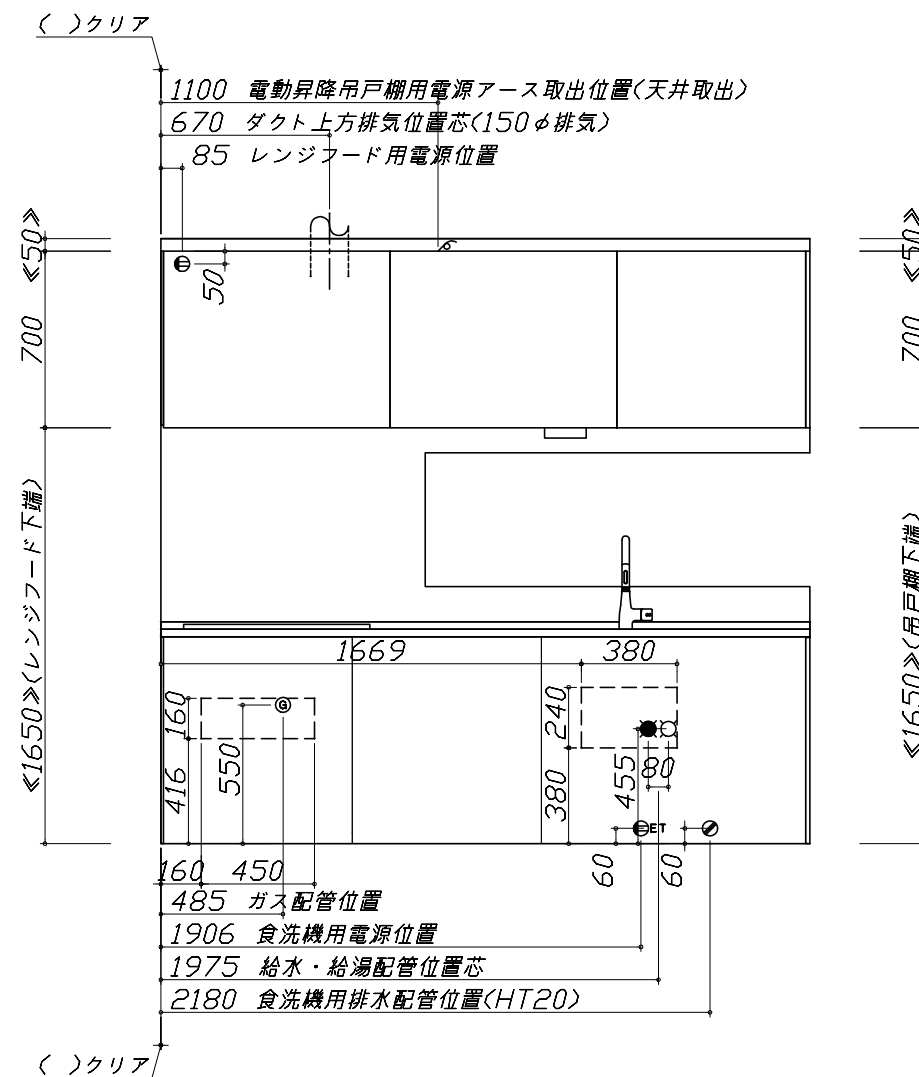 ( )クリア
1100 電動昇降吊戸棚用電源アース取出位置(天井取出)
670 ダクト上方排気位置芯(150φ排気)
85 レンジフード用電源位置
≪50≫
≪50≫
50
700
700
≪1650≫(レンジフード下端)
≪1650≫(吊戸棚下端)
1669
380
160
G
240
416
550
380
455
80
ET
60
60
160
450
485 ガス配管位置
1906 食洗機用電源位置
1975 給水・給湯配管位置芯
2180 食洗機用排水配管位置(HT20)
( )クリア